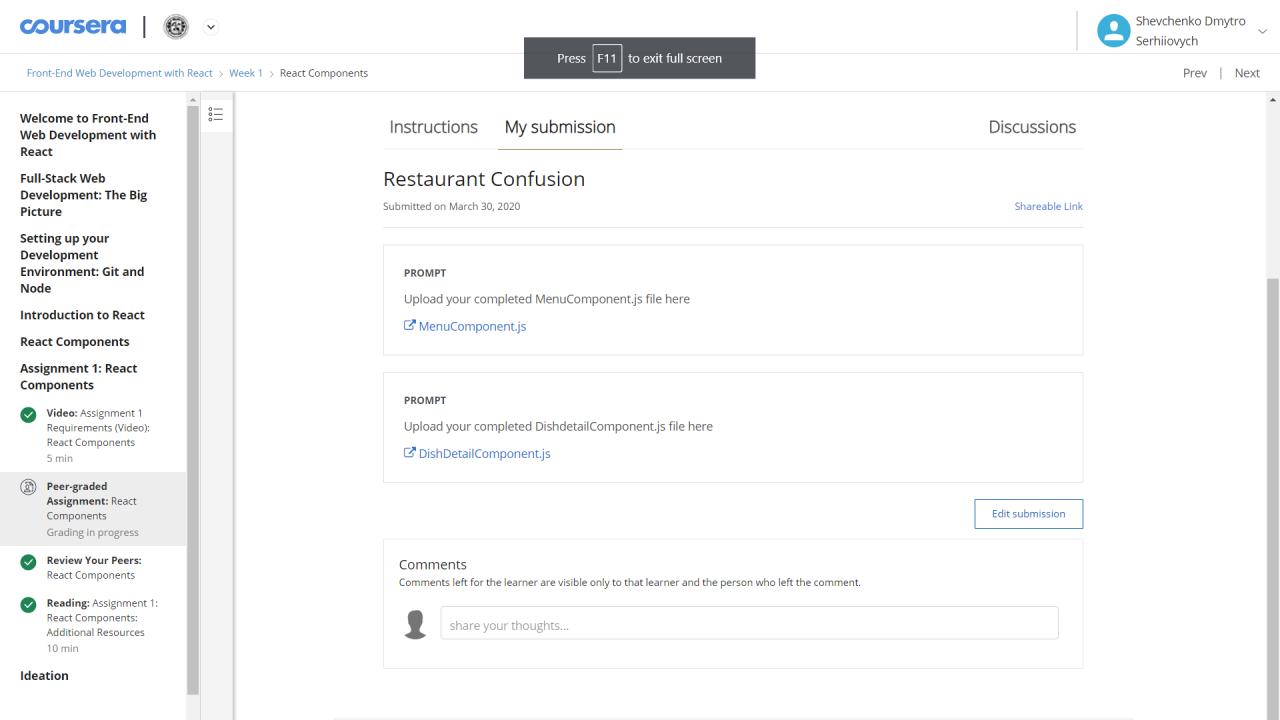 coursera
Shevchenko Dmytro
Serhiiovych
Press F11 to exit full screen
Front-End Web Development with React > Week 1 > React Components
Prev | Next
Welcome to Front-End
Web Development with
React
Full-Stack Web
Development: The Big
Picture
Setting up your
Development
Environment: Git and
Node
Introduction to React
React Components
Assignment 1: React
Components
Video: Assignment 1
Requirements (Video):
React Components
5 min
Peer-graded
Assignment: React
Components
Grading in progress
Review Your Peers:
React Components
Reading: Assignment 1:
React Components:
Additional Resources
10 min
Ideation
Instructions My submission Discussions
Restaurant Confusion
Submitted on March 30, 2020 Shareable Link
PROMPT
Upload your completed MenuComponent.js file here
MenuComponent.js
PROMPT
Upload your completed DishdetailComponent.js file here
DishDetailComponent.js
Edit submission
Comments
Comments left for the learner are visible only to that learner and the person who left the comment.
share your thoughts...